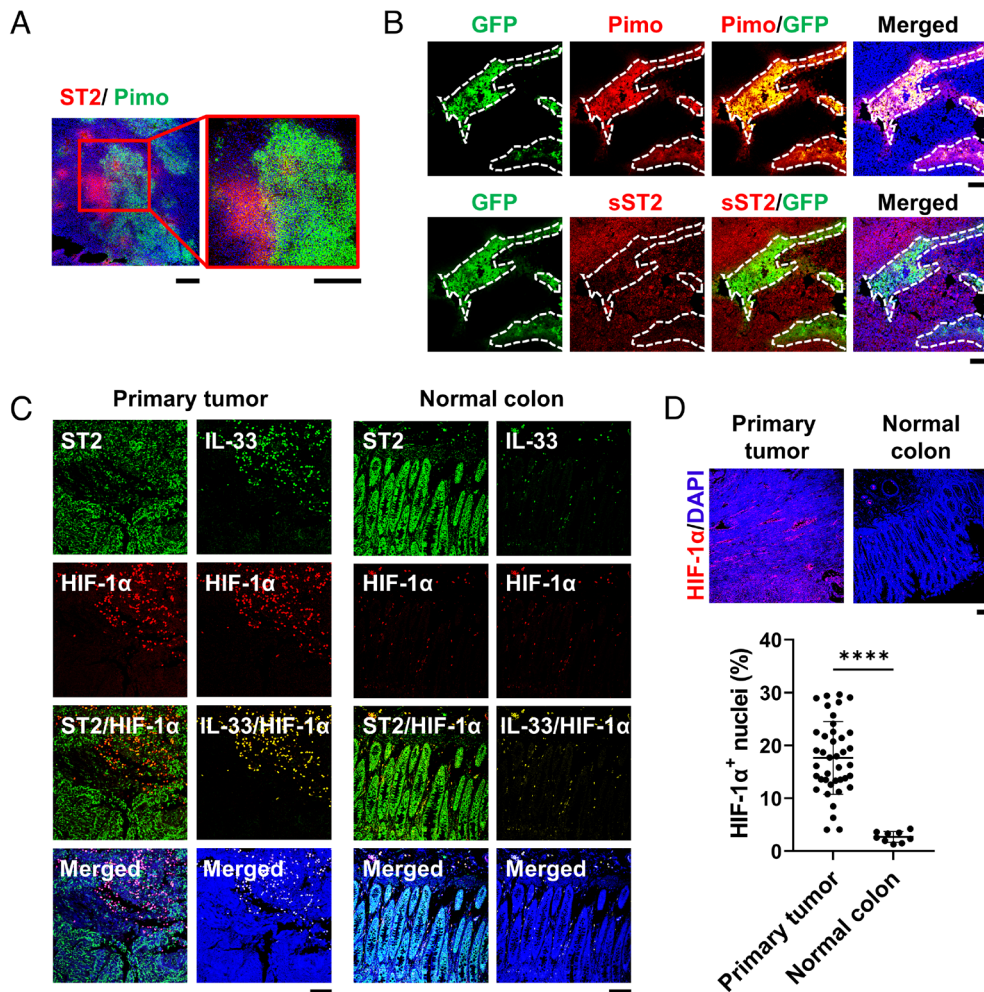 A
ST2/ Pimo
B
GFP Pimo Pimo/GFP Merged
GFP sST2 sST2/GFP Merged
C
Primary tumor Normal colon
ST2 IL-33 ST2 IL-33
HIF-1α HIF-1α HIF-1α HIF-1α
ST2/HIF-1α IL-33/HIF-1α ST2/HIF-1α IL-33/HIF-1α
Merged Merged Merged Merged
D
Primary tumor
Normal colon
HIF-1α/DAPI
HIF-1α⁺ nuclei (%)
40
30
20
10
0
****
Primary tumor
Normal colon